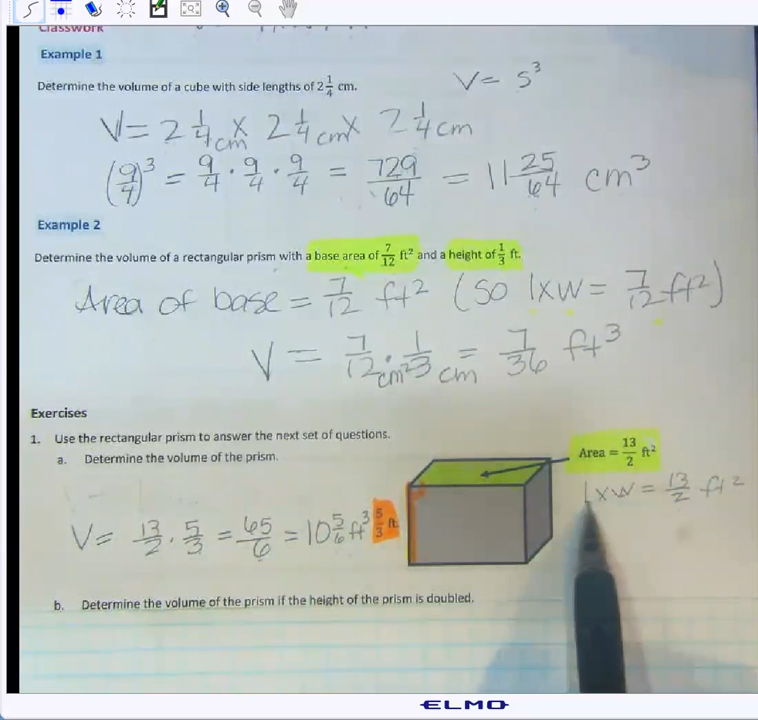 Classwork
Example 1
Determine the volume of a cube with side lengths of 2 1/4 cm.
V = s³
V = 2 1/4 cm x 2 1/4 cm x 2 1/4 cm
(9/4)³ = 9/4 · 9/4 · 9/4 = 729/64 = 11 25/64 cm³
Example 2
Determine the volume of a rectangular prism with a base area of 7/12 ft² and a height of 1/3 ft.
Area of base = 7/12 ft² (so lxw = 7/12 ft²)
V = 7/12 cm² · 1/3 cm = 7/36 ft³
Exercises
1. Use the rectangular prism to answer the next set of questions.
a. Determine the volume of the prism.
Area = 13/2 ft²
lxw = 13/2 ft²
V = 13/2 · 5/3 = 65/6 = 10 5/6 ft³
5/3 ft.
b. Determine the volume of the prism if the height of the prism is doubled.
ELMO